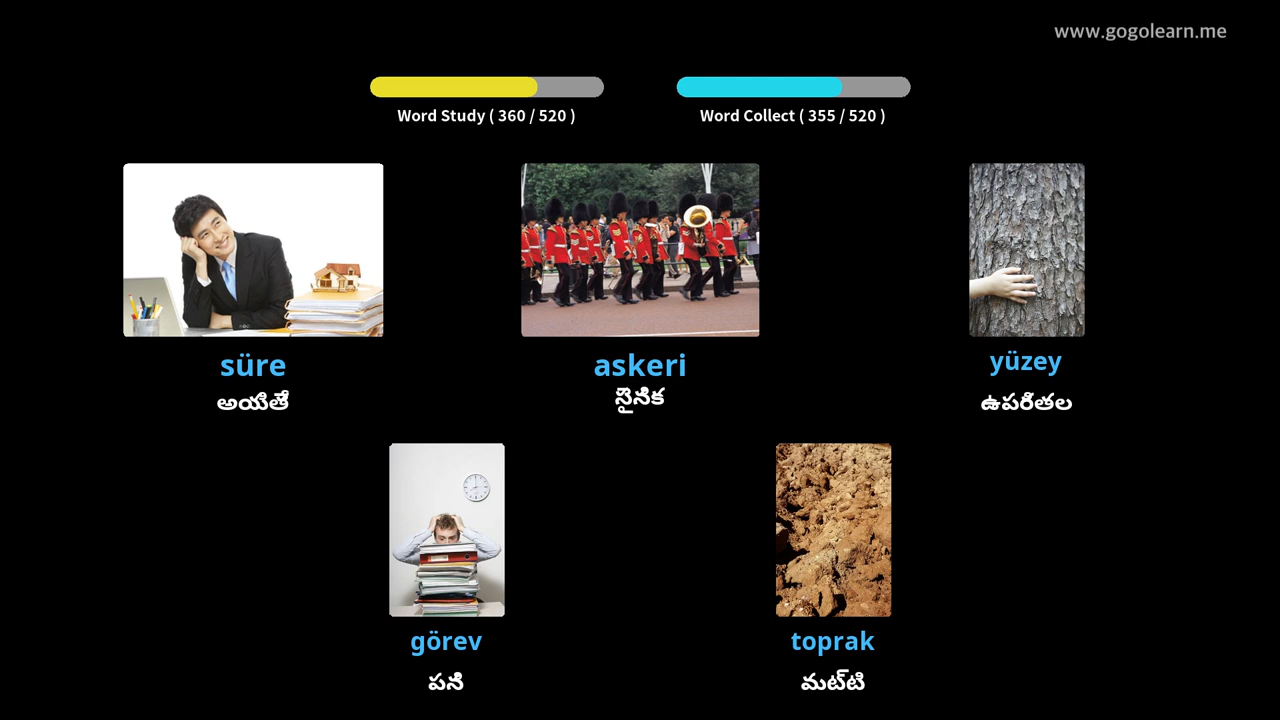 www.gogolearn.me
Word Study ( 360 / 520 )
Word Collect ( 355 / 520 )
süre
askeri
yüzey
అయితే
సైనిక
ఉపరితల
görev
toprak
పని
మట్టి